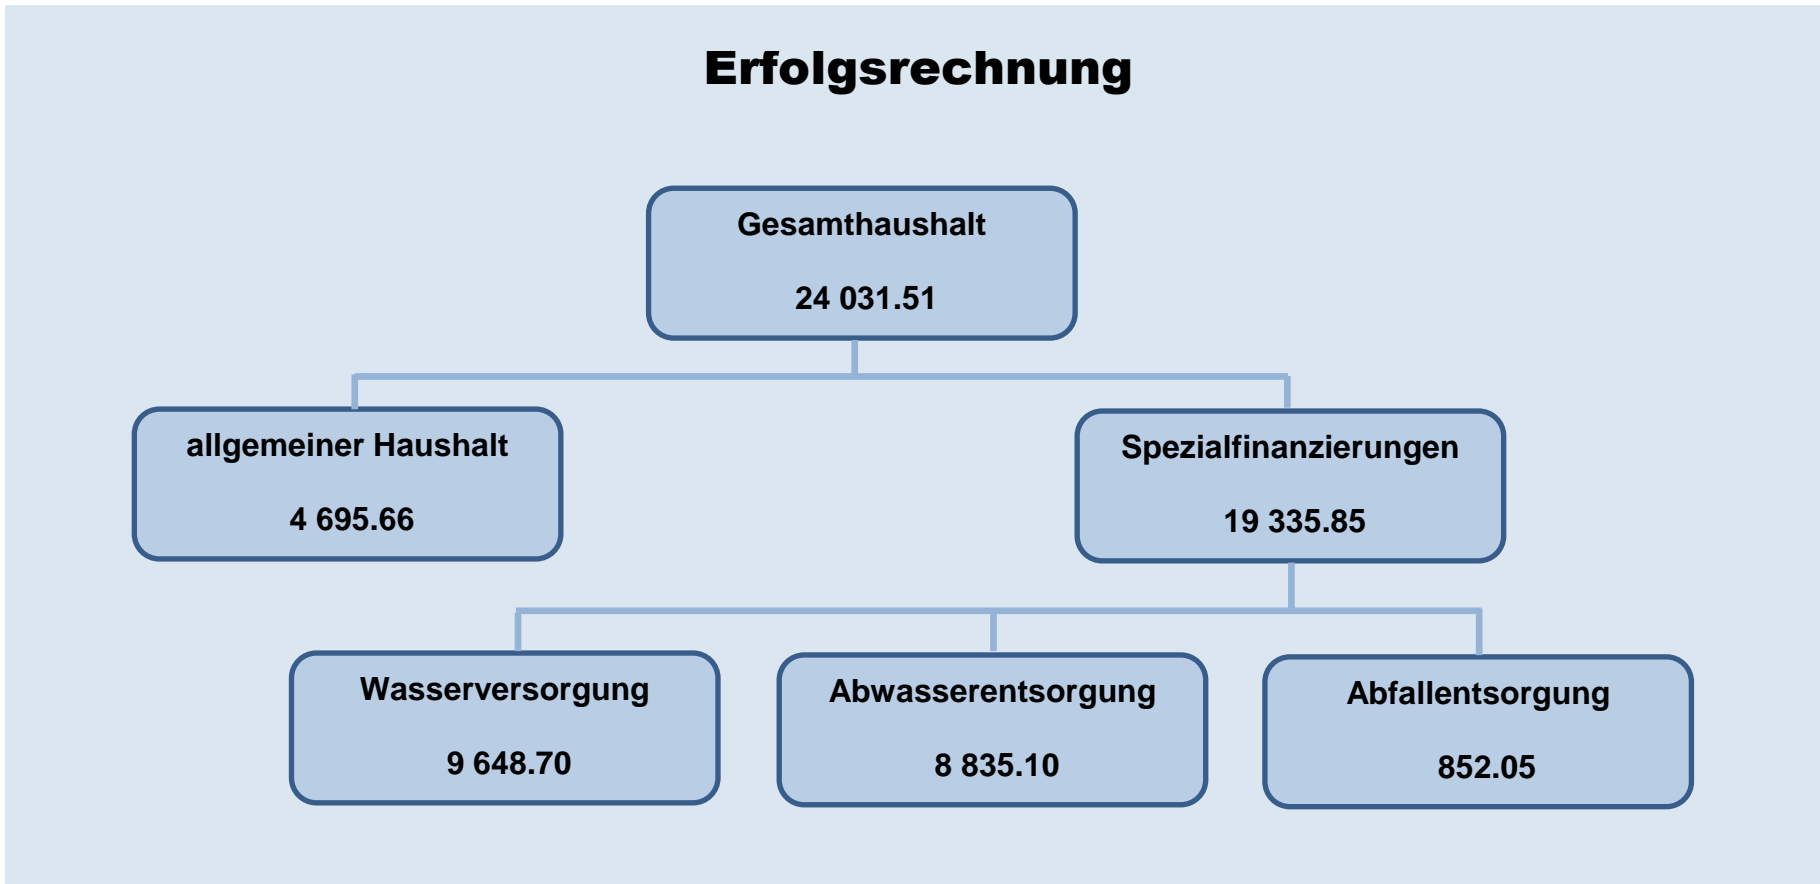 Erfolgsrechnung
Gesamthaushalt
24 031.51
allgemeiner Haushalt
4 695.66
Spezialfinanzierungen
19 335.85
Wasserversorgung
9 648.70
Abwasserentsorgung
8 835.10
Abfallentsorgung
852.05